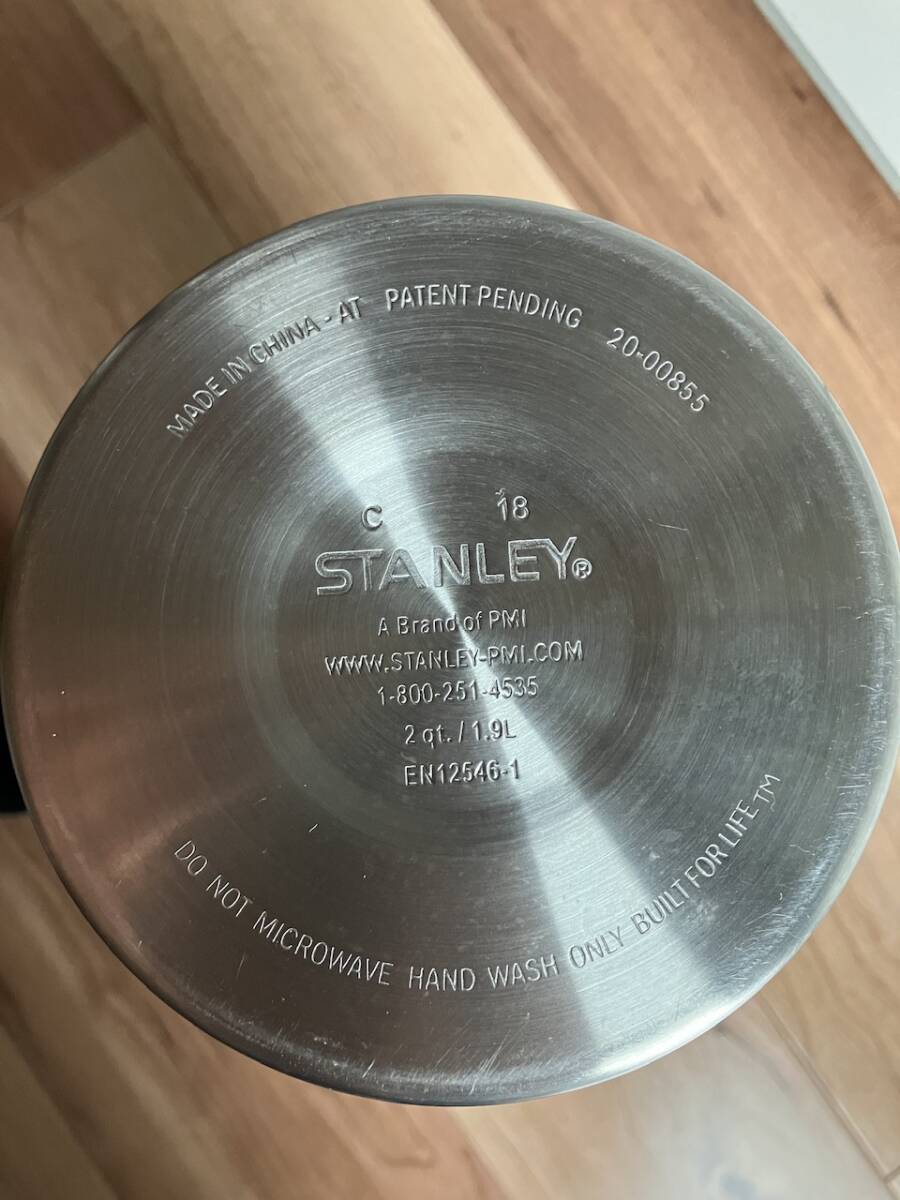 MADE IN CHINA - AT PATENT PENDING 20-00855
C 18
STANLEY®
A Brand of PMI
WWW.STANLEY-PMI.COM
1-800-251-4535
2 qt. / 1.9L
EN12546-1
DO NOT MICROWAVE HAND WASH ONLY BUILT FOR LIFE™